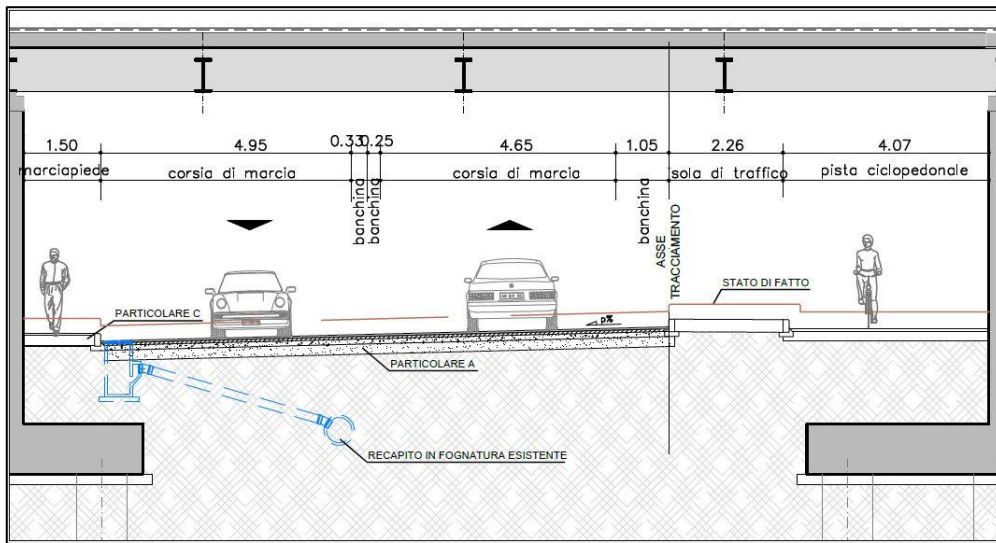 1.50 4.95 0.33 0.25 4.65 1.05 2.26 4.07
marciapiede corsia di marcia banchina banchina corsia di marcia banchina isola di traffico pista ciclopedonale
ASSE
TRACCIAMENTO
STATO DI FATTO
PARTICOLARE C
p%
PARTICOLARE A
RECAPITO IN FOGNATURA ESISTENTE